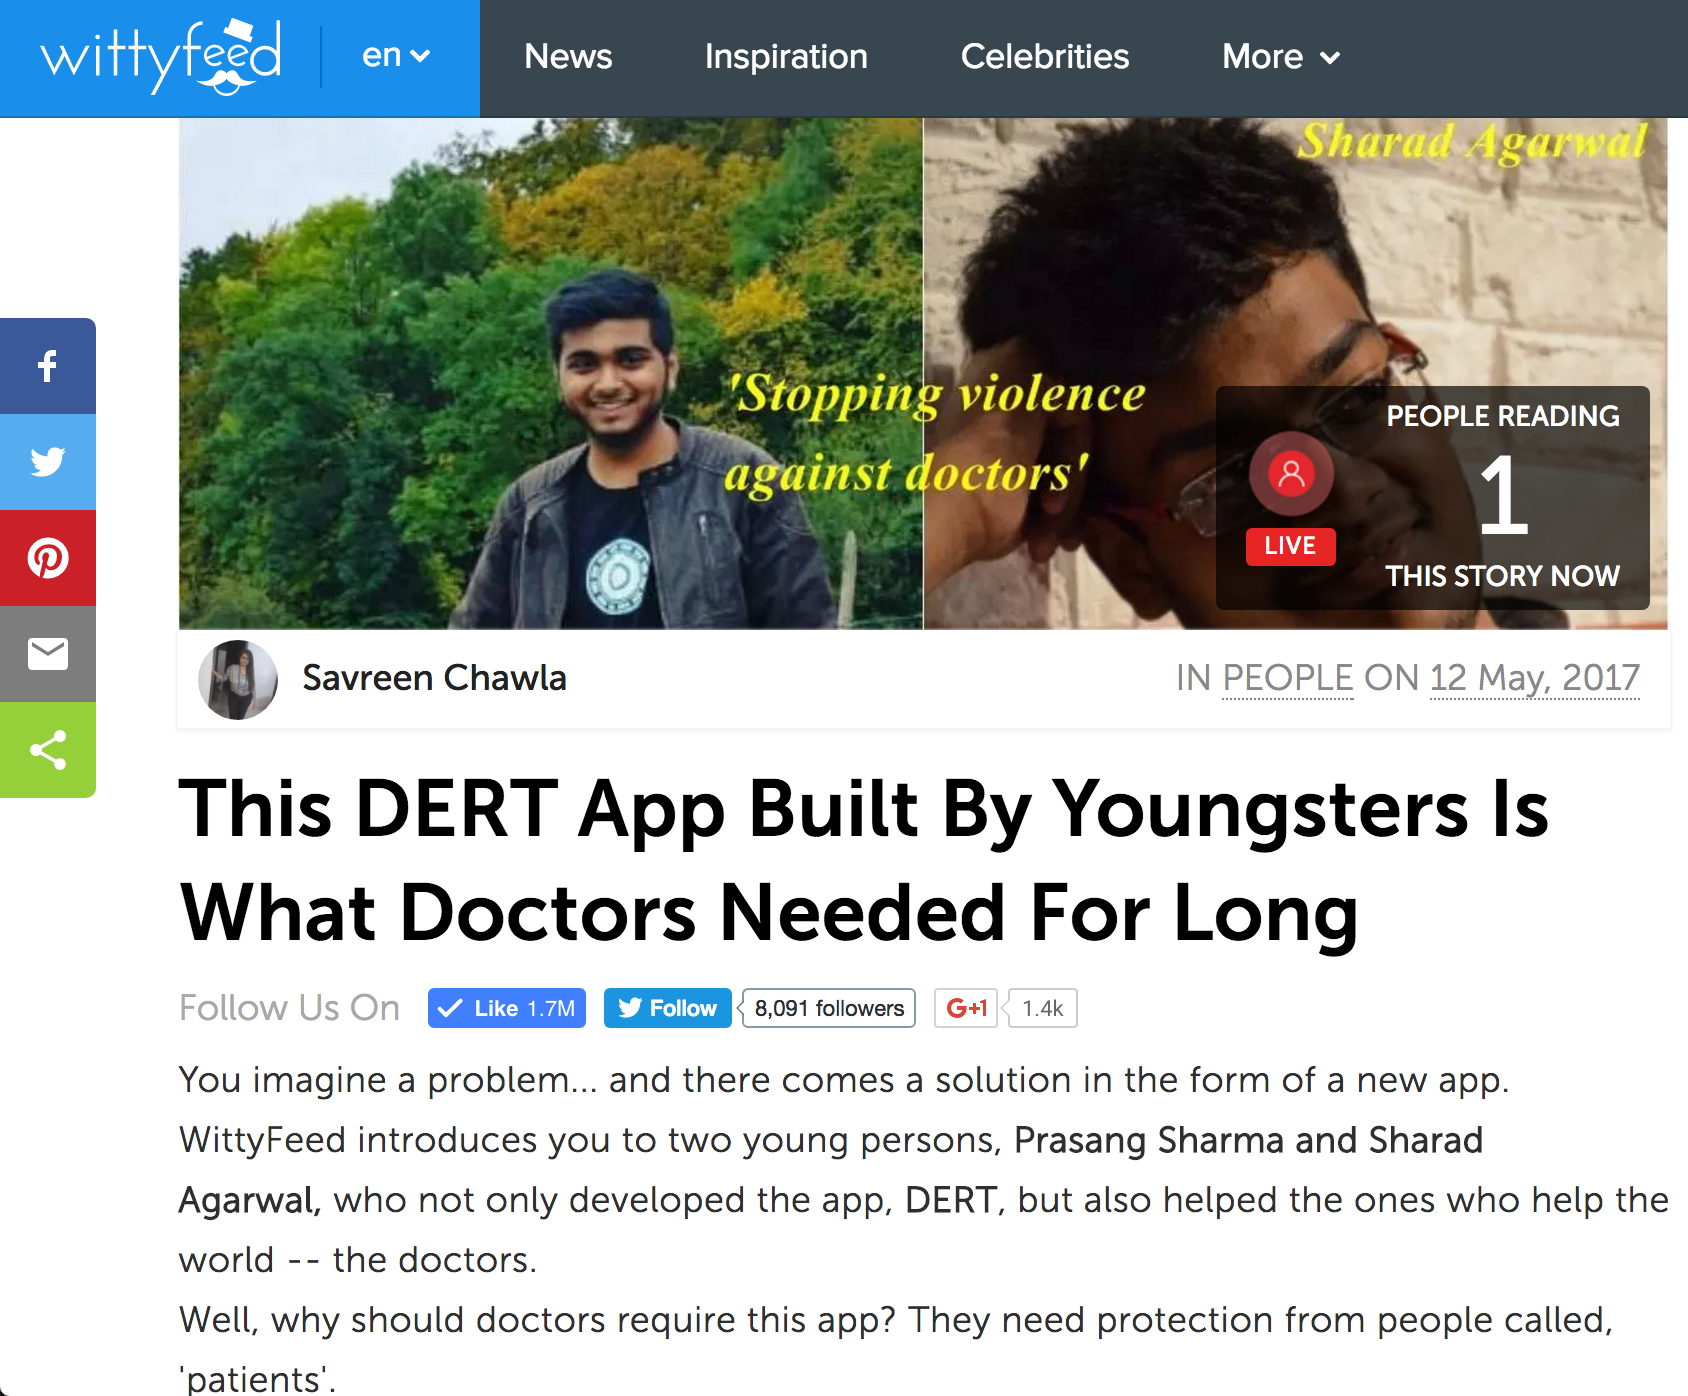 wittyfeed
en
News
Inspiration
Celebrities
More
Sharad Agarwal
'Stopping violence
against doctors'
PEOPLE READING
1
LIVE
THIS STORY NOW
Savreen Chawla
IN PEOPLE ON 12 May, 2017
This DERT App Built By Youngsters Is
What Doctors Needed For Long
Follow Us On
Like 1.7M
Follow
8,091 followers
G+1
1.4k
You imagine a problem... and there comes a solution in the form of a new app.
WittyFeed introduces you to two young persons, Prasang Sharma and Sharad
Agarwal, who not only developed the app, DERT, but also helped the ones who help the
world -- the doctors.
Well, why should doctors require this app? They need protection from people called,
'patients'.